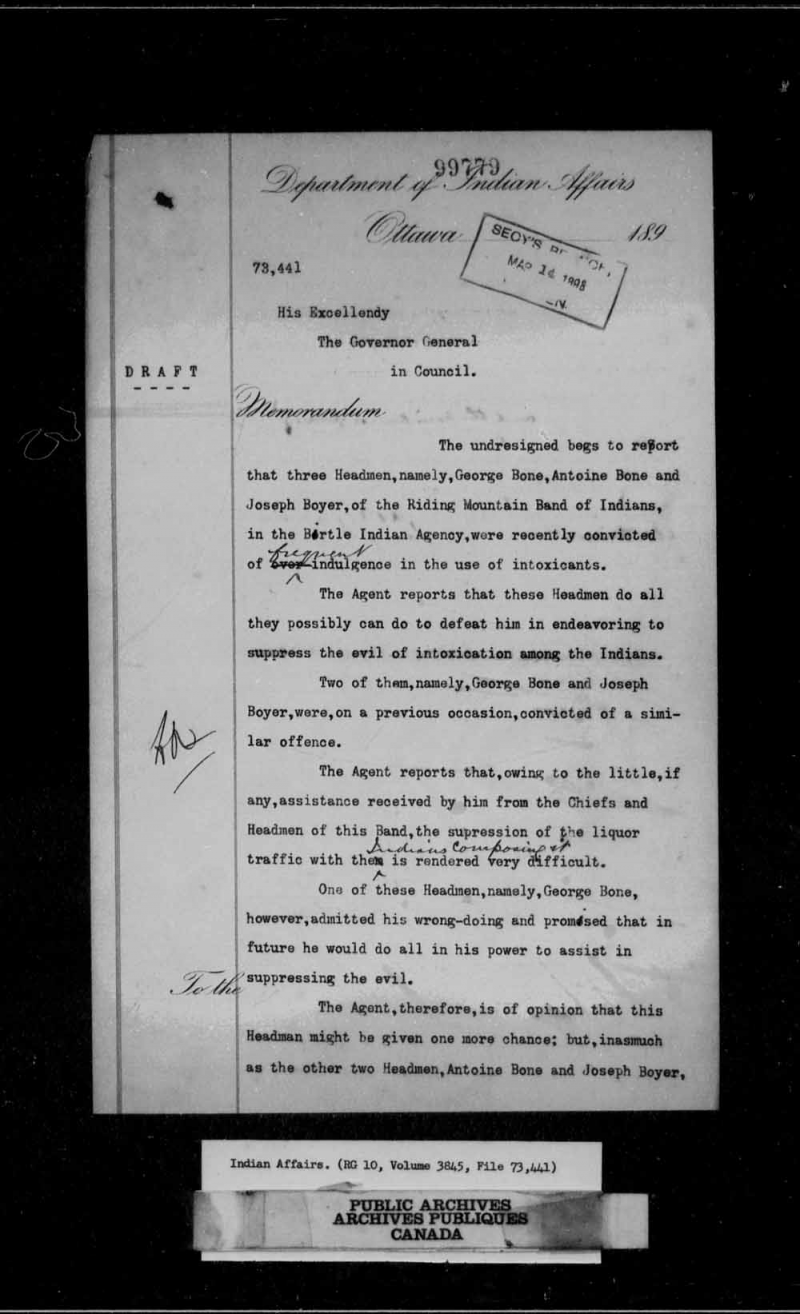 99779
Department of Indian Affairs
Ottawa 189
SECY'S
MAR 14 1898
73,441
His Excellendy
The Governor General
DRAFT
in Council.
Memorandum
The undresigned begs to report
that three Headmen,namely,George Bone,Antoine Bone and
Joseph Boyer,of the Riding Mountain Band of Indians,
in the Birtle Indian Agency,were recently convicted
frequent
of over-indulgence in the use of intoxicants.
The Agent reports that these Headmen do all
they possibly can do to defeat him in endeavoring to
suppress the evil of intoxication among the Indians.
Two of them,namely,George Bone and Joseph
Boyer,were,on a previous occasion,convicted of a simi-
lar offence.
The Agent reports that,owing to the little,if
any,assistance received by him from the Chiefs and
Headmen of this Band,the supression of the liquor
Indians Composing it
traffic with them is rendered very difficult.
One of these Headmen,namely,George Bone,
however,admitted his wrong-doing and promised that in
future he would do all in his power to assist in
To the
suppressing the evil.
The Agent,therefore,is of opinion that this
Headman might be given one more chance; but,inasmuch
as the other two Headmen,Antoine Bone and Joseph Boyer,
Indian Affairs. (RG 10, Volume 3845, File 73,441)
PUBLIC ARCHIVES
ARCHIVES PUBLIQUES
CANADA